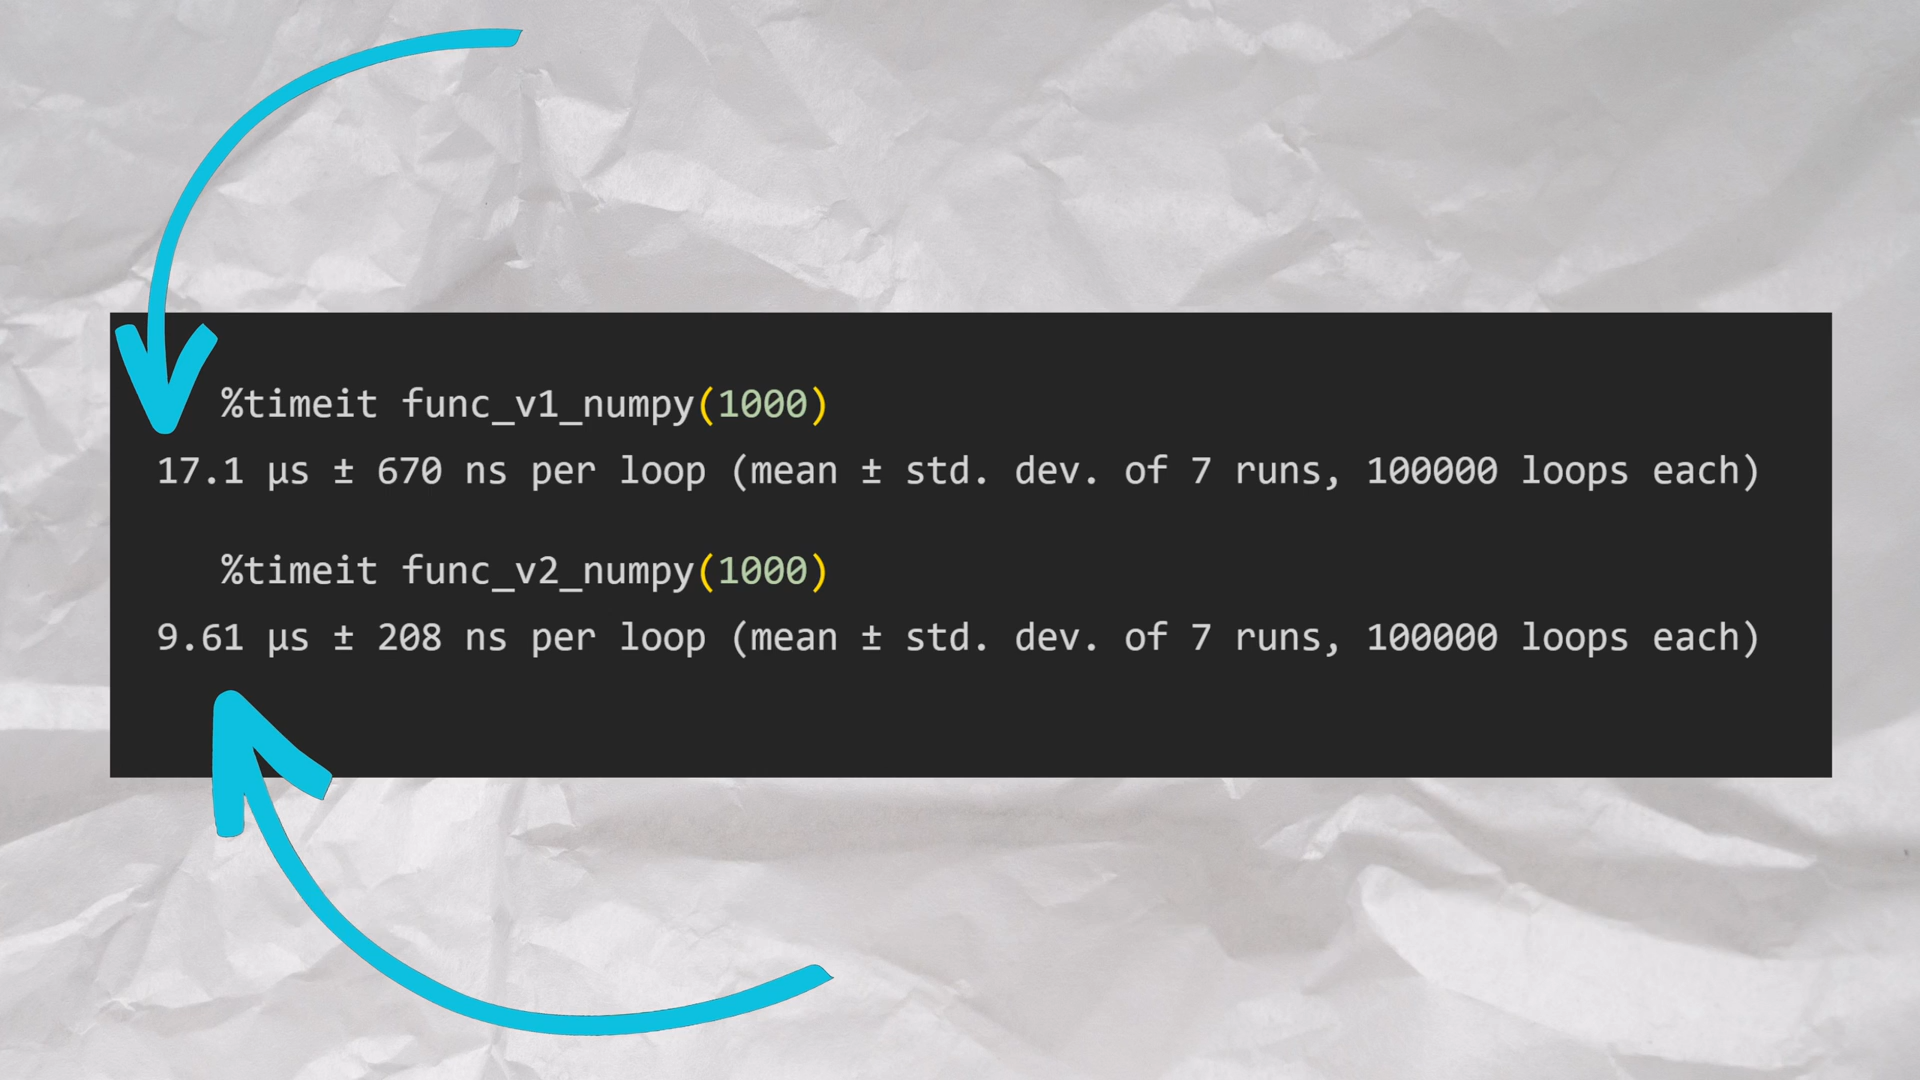 %timeit func_v1_numpy(1000)
17.1 µs ± 670 ns per loop (mean ± std. dev. of 7 runs, 100000 loops each)
%timeit func_v2_numpy(1000)
9.61 µs ± 208 ns per loop (mean ± std. dev. of 7 runs, 100000 loops each)